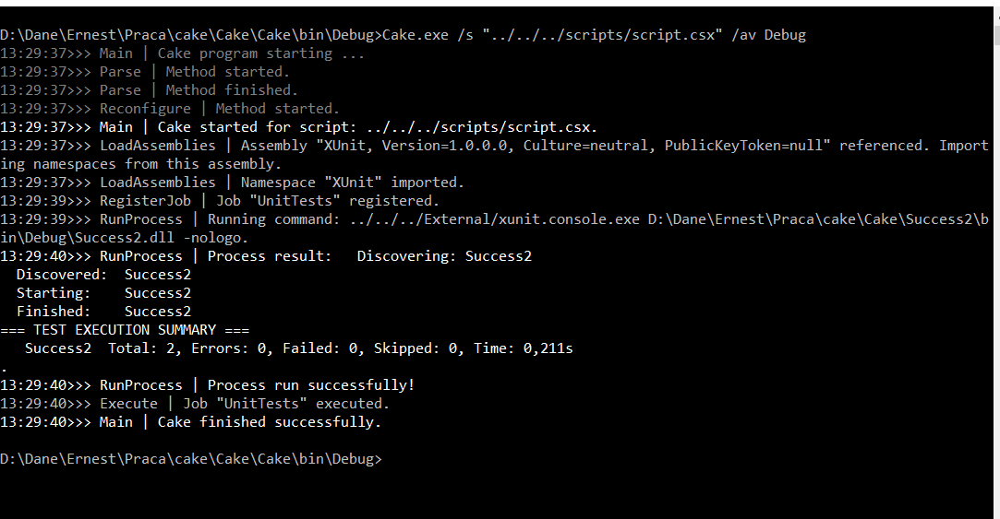 D:\Dane\Ernest\Praca\cake\Cake\Cake\bin\Debug>Cake.exe /s "../../../scripts/script.csx" /av Debug
13:29:37>>> Main | Cake program starting ...
13:29:37>>> Parse | Method started.
13:29:37>>> Parse | Method finished.
13:29:37>>> Reconfigure | Method started.
13:29:37>>> Main | Cake started for script: ../../../scripts/script.csx.
13:29:37>>> LoadAssemblies | Assembly "XUnit, Version=1.0.0.0, Culture=neutral, PublicKeyToken=null" referenced. Import
ing namespaces from this assembly.
13:29:37>>> LoadAssemblies | Namespace "XUnit" imported.
13:29:39>>> RegisterJob | Job "UnitTests" registered.
13:29:39>>> RunProcess | Running command: ../../../External/xunit.console.exe D:\Dane\Ernest\Praca\cake\Cake\Success2\b
in\Debug\Success2.dll -nologo.
13:29:40>>> RunProcess | Process result:   Discovering: Success2
  Discovered:  Success2
  Starting:    Success2
  Finished:    Success2
=== TEST EXECUTION SUMMARY ===
   Success2  Total: 2, Errors: 0, Failed: 0, Skipped: 0, Time: 0,211s
.
13:29:40>>> RunProcess | Process run successfully!
13:29:40>>> Execute | Job "UnitTests" executed.
13:29:40>>> Main | Cake finished successfully.
D:\Dane\Ernest\Praca\cake\Cake\Cake\bin\Debug>